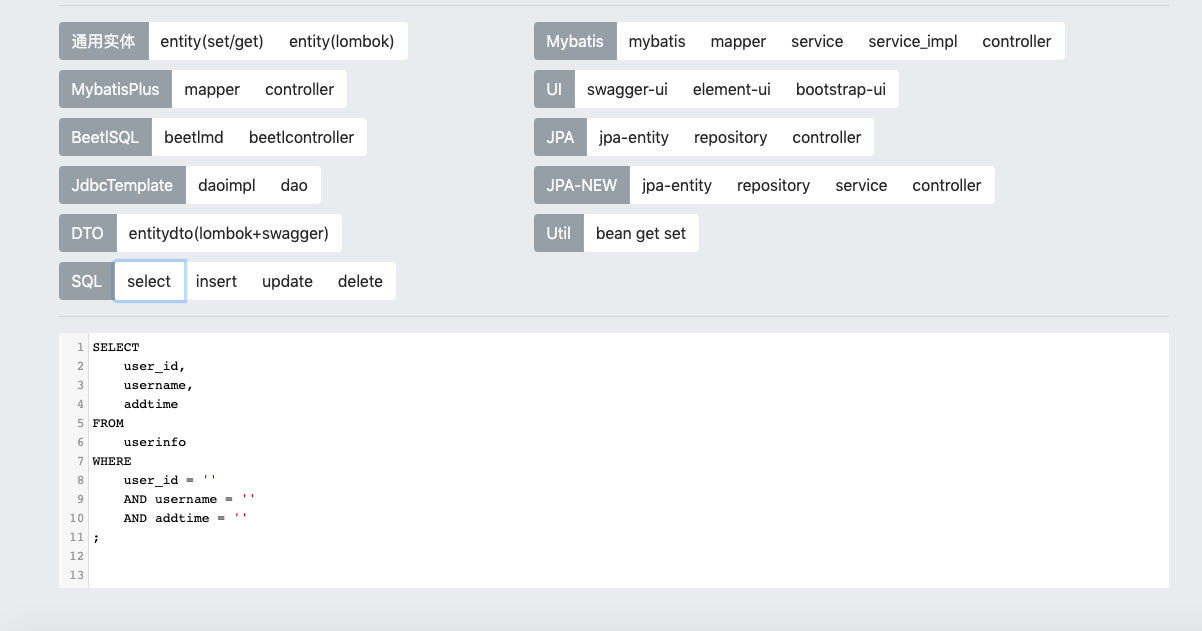 通用实体 entity(set/get) entity(lombok)
Mybatis mybatis mapper service service_impl controller
MybatisPlus mapper controller
UI swagger-ui element-ui bootstrap-ui
BeetlSQL beetlmd beetlcontroller
JPA jpa-entity repository controller
JdbcTemplate daoimpl dao
JPA-NEW jpa-entity repository service controller
DTO entitydto(lombok+swagger)
Util bean get set
SQL select insert update delete
1 SELECT
2 user_id,
3 username,
4 addtime
5 FROM
6 userinfo
7 WHERE
8 user_id = ''
9 AND username = ''
10 AND addtime = ''
11 ;
12
13